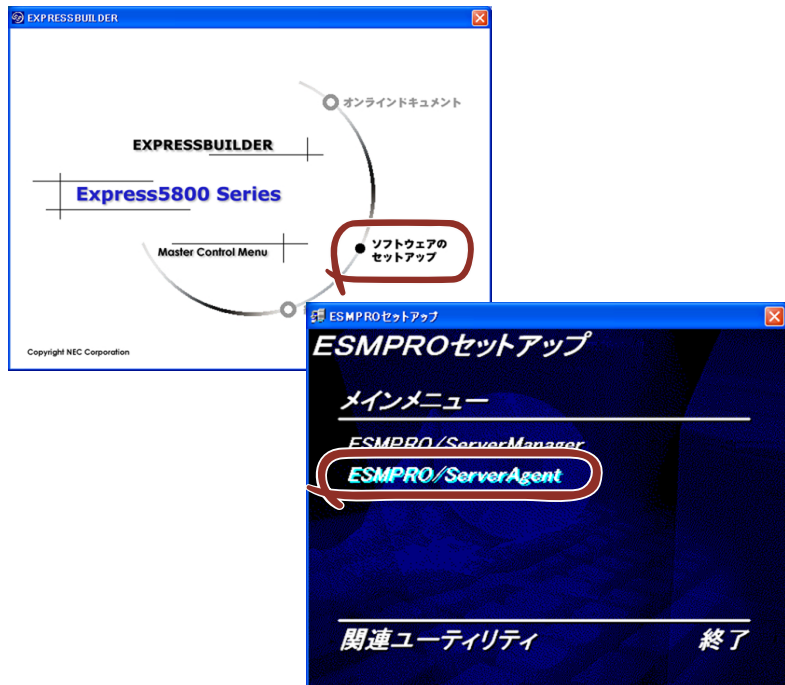 EXPRESSBUILDER
オンラインドキュメント
EXPRESSBUILDER
Express5800 Series
ソフトウェアの
セットアップ
Master Control Menu
Copyright NEC Corporation
ESMPROセットアップ
ESMPROセットアップ
メインメニュー
ESMPRO/ServerManager
ESMPRO/ServerAgent
関連ユーティリティ
終了